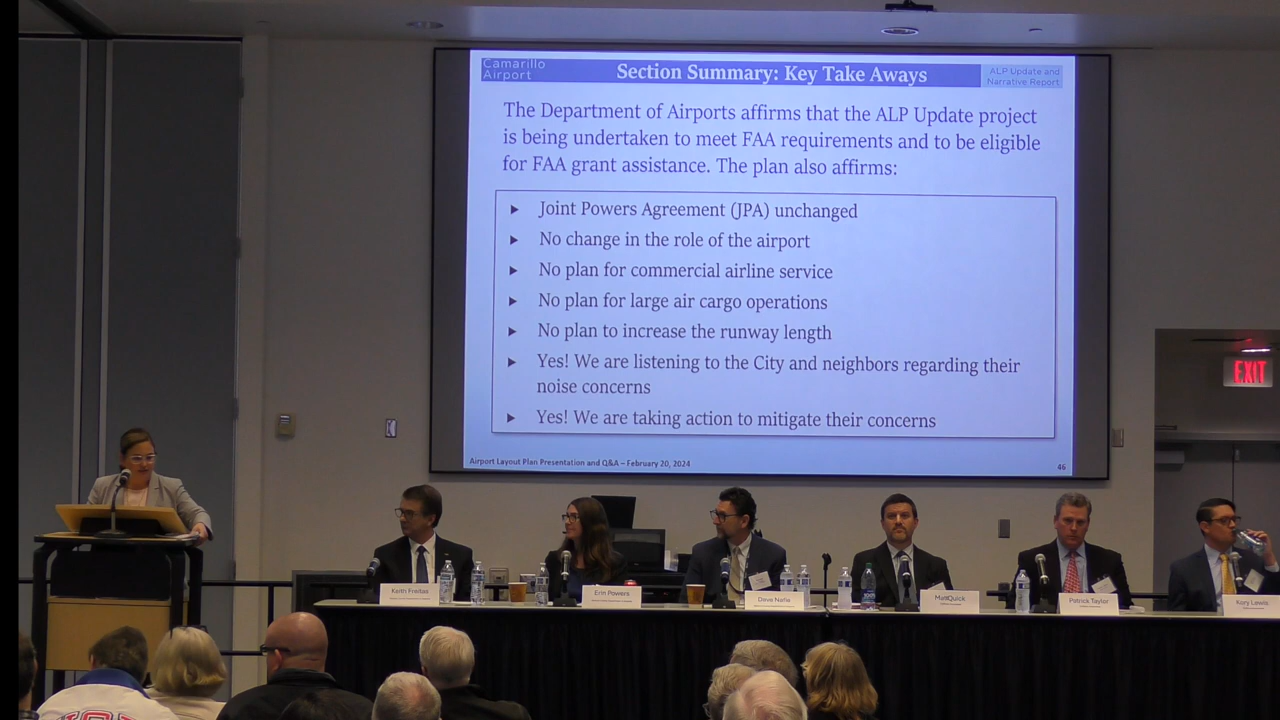 Camarillo
Airport
Section Summary: Key Take Aways
ALP Update and
Narrative Report
The Department of Airports affirms that the ALP Update project
is being undertaken to meet FAA requirements and to be eligible
for FAA grant assistance. The plan also affirms:
Joint Powers Agreement (JPA) unchanged
No change in the role of the airport
No plan for commercial airline service
No plan for large air cargo operations
No plan to increase the runway length
Yes! We are listening to the City and neighbors regarding their
noise concerns
Yes! We are taking action to mitigate their concerns
Airport Layout Plan Presentation and Q&A – February 20, 2024
46
EXIT
Keith Freitas
Erin Powers
Dave Nafie
Matt Quick
Patrick Taylor
Kory Lewis